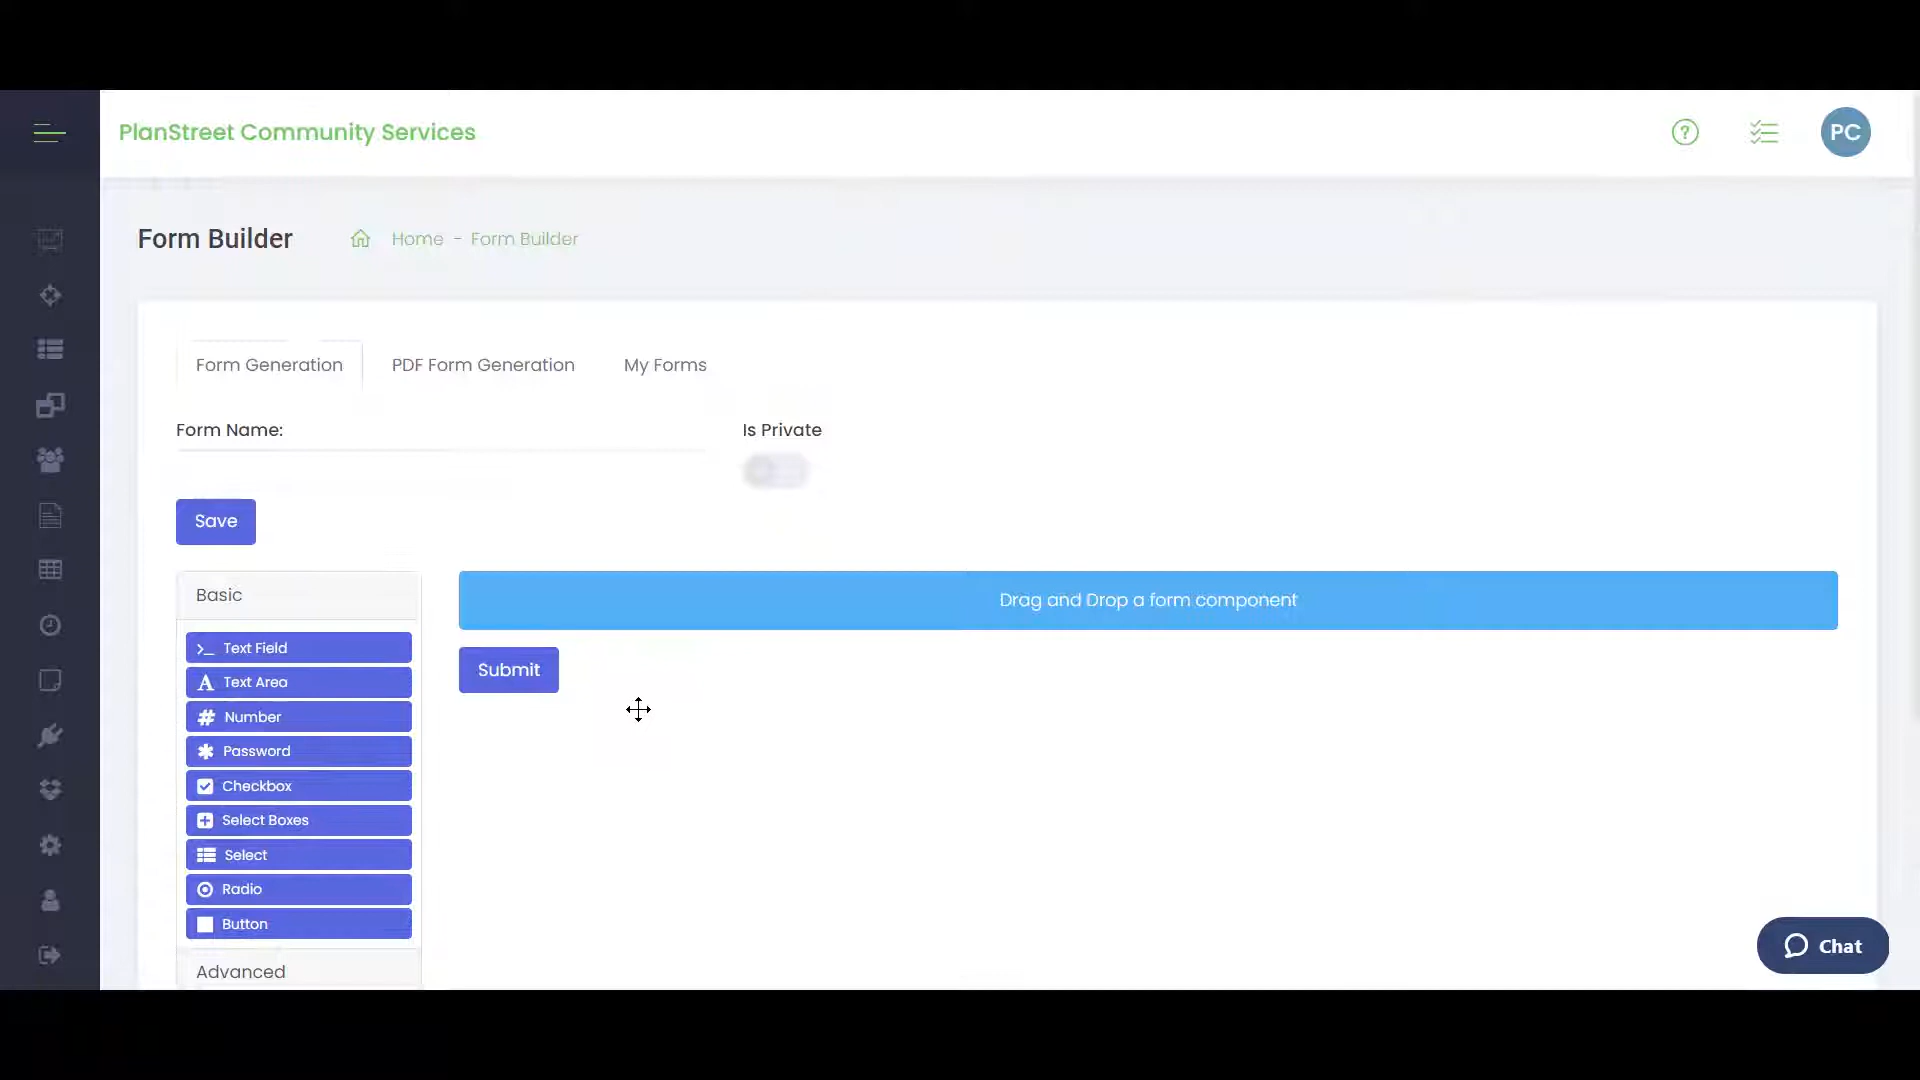 PlanStreet Community Services
?
PC
Form Builder
Home - Form Builder
Form Generation
PDF Form Generation
My Forms
Form Name:
Is Private
Save
Basic
Drag and Drop a form component
Text Field
Submit
Text Area
Number
Password
Checkbox
Select Boxes
Select
Radio
Button
Chat
Advanced